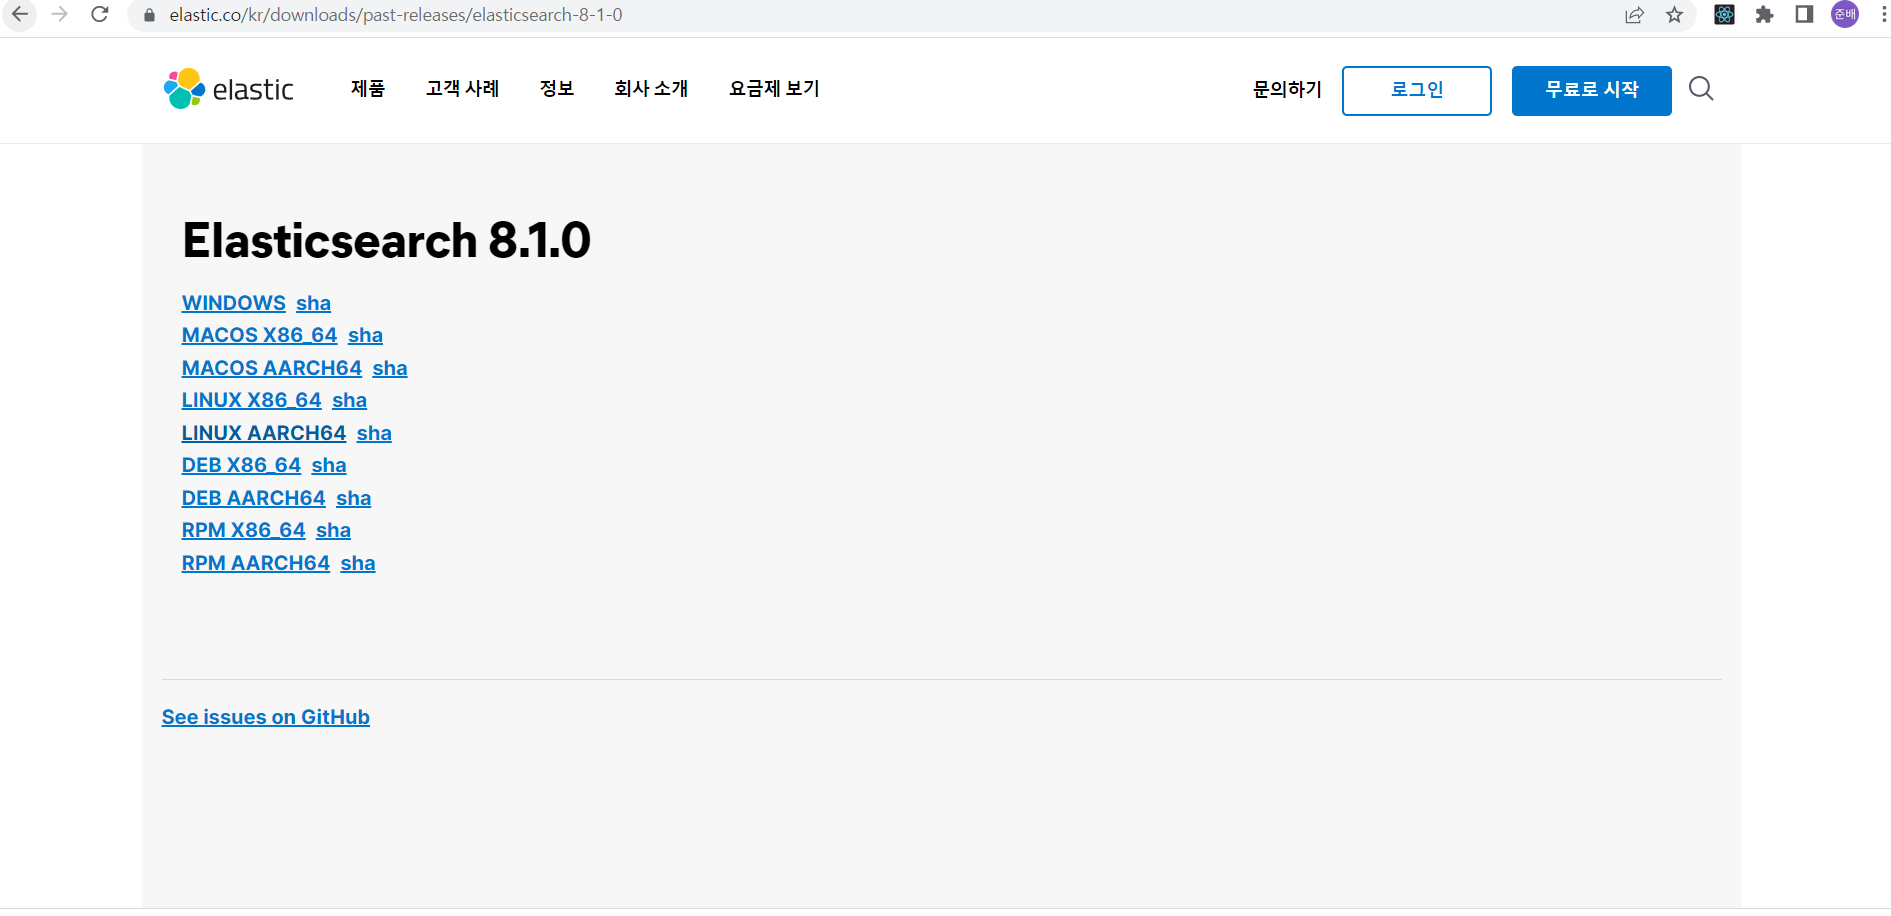 elastic.co/kr/downloads/past-releases/elasticsearch-8-1-0
준배
elastic 제품 고객 사례 정보 회사 소개 요금제 보기 문의하기 로그인 무료로 시작
Elasticsearch 8.1.0
WINDOWS sha
MACOS X86_64 sha
MACOS AARCH64 sha
LINUX X86_64 sha
LINUX AARCH64 sha
DEB X86_64 sha
DEB AARCH64 sha
RPM X86_64 sha
RPM AARCH64 sha
See issues on GitHub